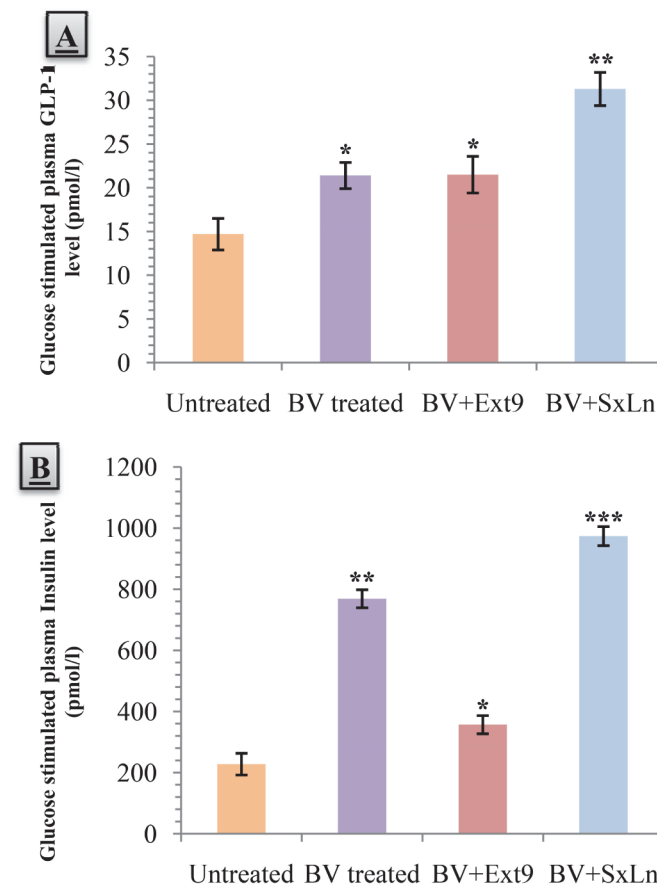 A
Glucose stimulated plasma GLP-1
level (pmol/l)
35
30
25
20
15
10
5
0
*
*
**
Untreated BV treated BV+Ext9 BV+SxLn
B
Glucose stimulated plasma Insulin level
(pmol/l)
1200
1000
800
600
400
200
0
**
*
***
Untreated BV treated BV+Ext9 BV+SxLn